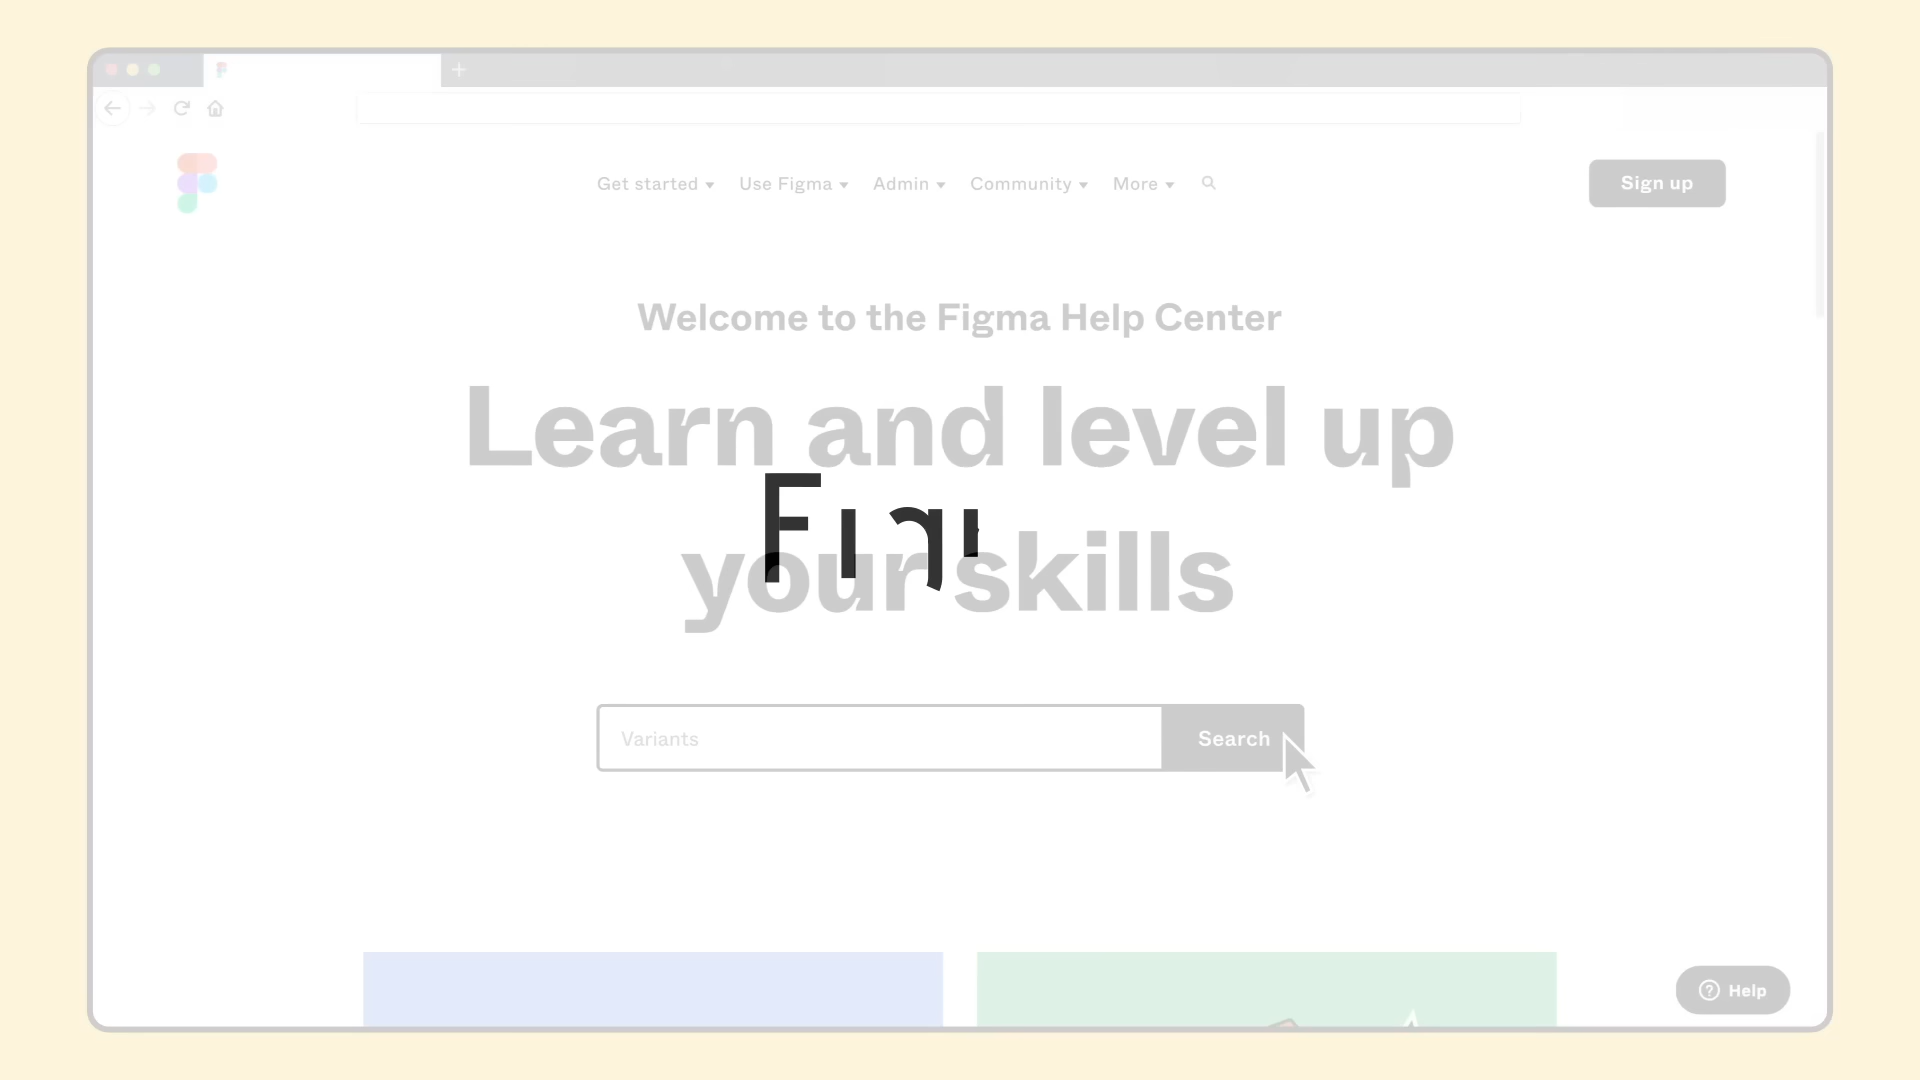 Get started Use Figma Admin Community More
Sign up
Welcome to the Figma Help Center
Learn and level up
your skills
Variants
Search
Help